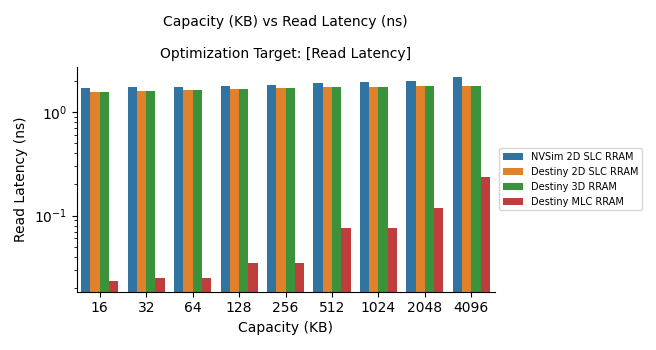 Capacity (KB) vs Read Latency (ns)
Optimization Target: [Read Latency]
Read Latency (ns)
10⁰
10⁻¹
NVSim 2D SLC RRAM
Destiny 2D SLC RRAM
Destiny 3D RRAM
Destiny MLC RRAM
16 32 64 128 256 512 1024 2048 4096
Capacity (KB)